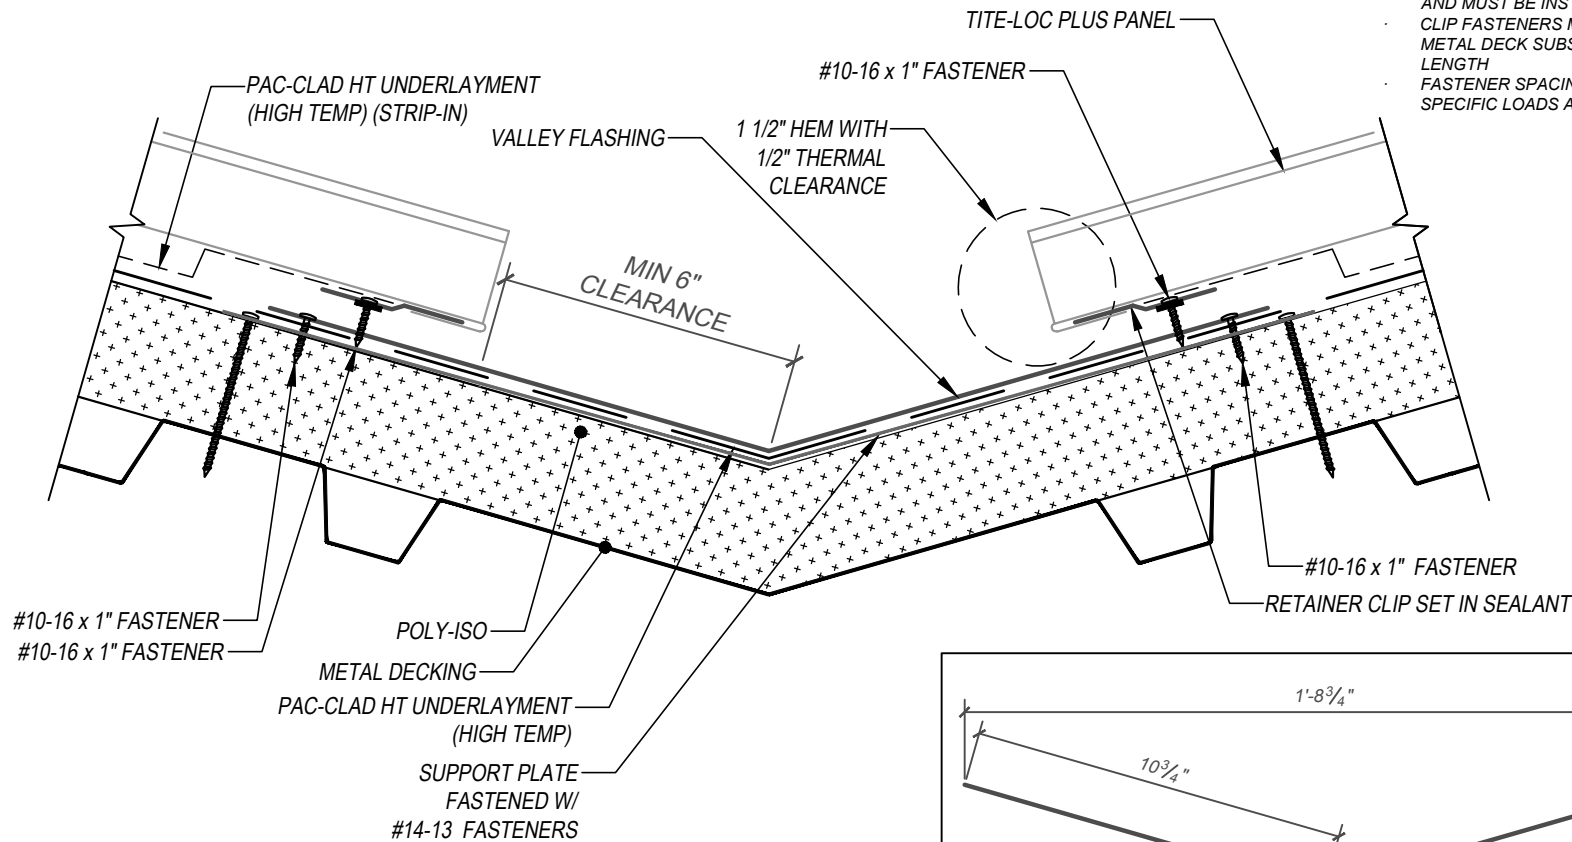 AND MUST BE INS
TITE-LOC PLUS PANEL
· CLIP FASTENERS M
METAL DECK SUBS
LENGTH
· FASTENER SPACIN
SPECIFIC LOADS A
#10-16 x 1" FASTENER
PAC-CLAD HT UNDERLAYMENT
(HIGH TEMP) (STRIP-IN)
VALLEY FLASHING
1 1/2" HEM WITH
1/2" THERMAL
CLEARANCE
MIN 6"
CLEARANCE
#10-16 x 1" FASTENER
RETAINER CLIP SET IN SEALANT
#10-16 x 1" FASTENER
#10-16 x 1" FASTENER
POLY-ISO
METAL DECKING
PAC-CLAD HT UNDERLAYMENT
(HIGH TEMP)
SUPPORT PLATE
FASTENED W/
#14-13 FASTENERS
1'-8¾"
10¾"